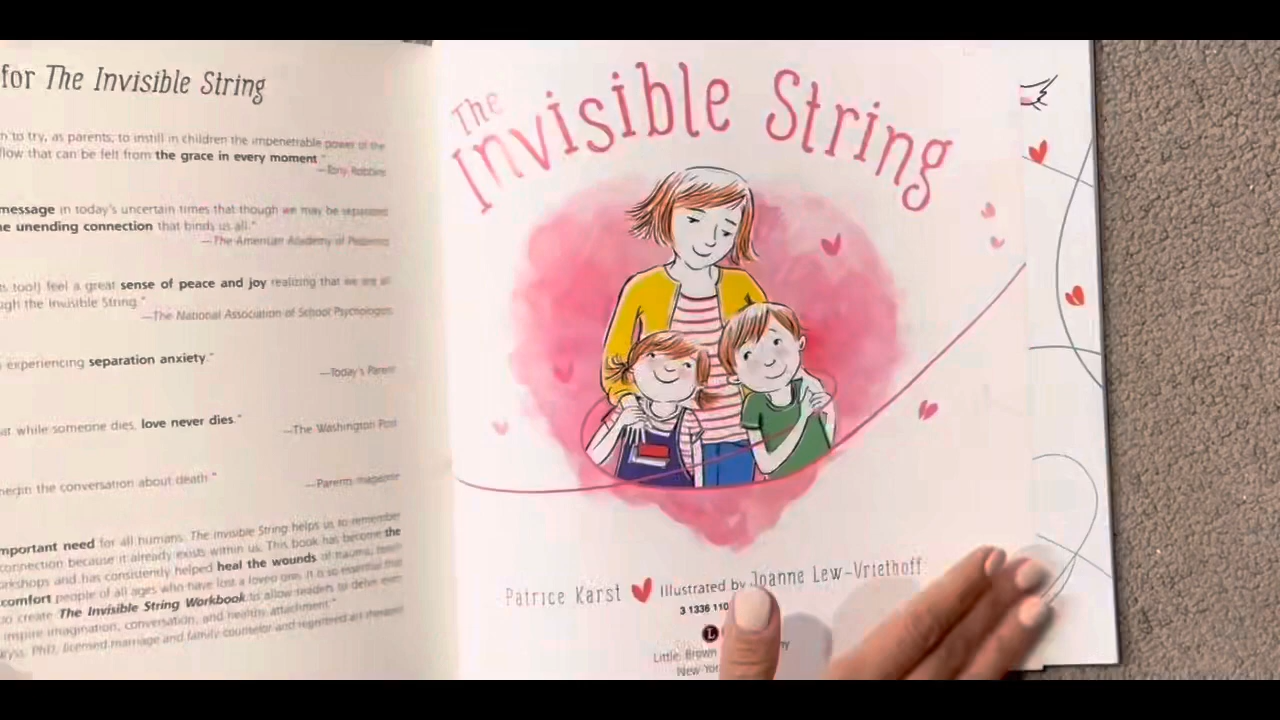 for The Invisible String
n to try, as parents, to instill in children the impenetrable power of the
flow that can be felt from the grace in every moment."
—Tony Robbins
message in today's uncertain times that though we may be separated
e unending connection that binds us all."
—The American Academy of Pediatrics
s too!) feel a great sense of peace and joy realizing that we are all
ugh the Invisible String."
—The National Association of School Psychologists
experiencing separation anxiety."
—Today's Parent
at while someone dies, love never dies."
—The Washington Post
begin the conversation about death."
—Parents magazine
mportant need for all humans. The Invisible String helps us to remember
connection because it already exists within us. This book has become the
rkshops and has consistently helped heal the wounds of trauma,
comfort people of all ages who have lost a loved one. It is so essential that
o create The Invisible String Workbook to allow readers to delve even
inspire imagination, conversation, and healthy attachment."
PhD, licensed marriage and family counselor and registered art therapist
The
Invisible String
Patrice Karst Illustrated by Joanne Lew-Vriethoff
3 1336 110
L
Little, Brown ny
New Yor